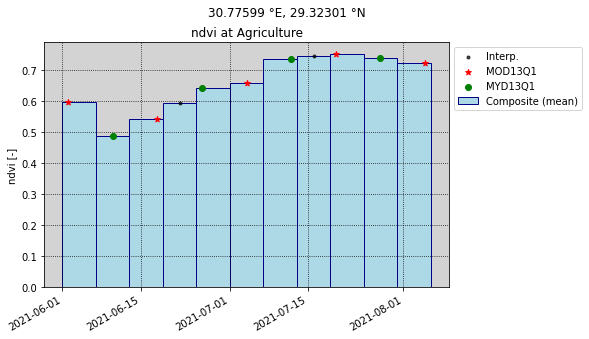 30.77599 °E, 29.32301 °N
ndvi at Agriculture
ndvi [-]
0.7
0.6
0.5
0.4
0.3
0.2
0.1
0.0
2021-06-01
2021-06-15
2021-07-01
2021-07-15
2021-08-01
Interp.
MOD13Q1
MYD13Q1
Composite (mean)